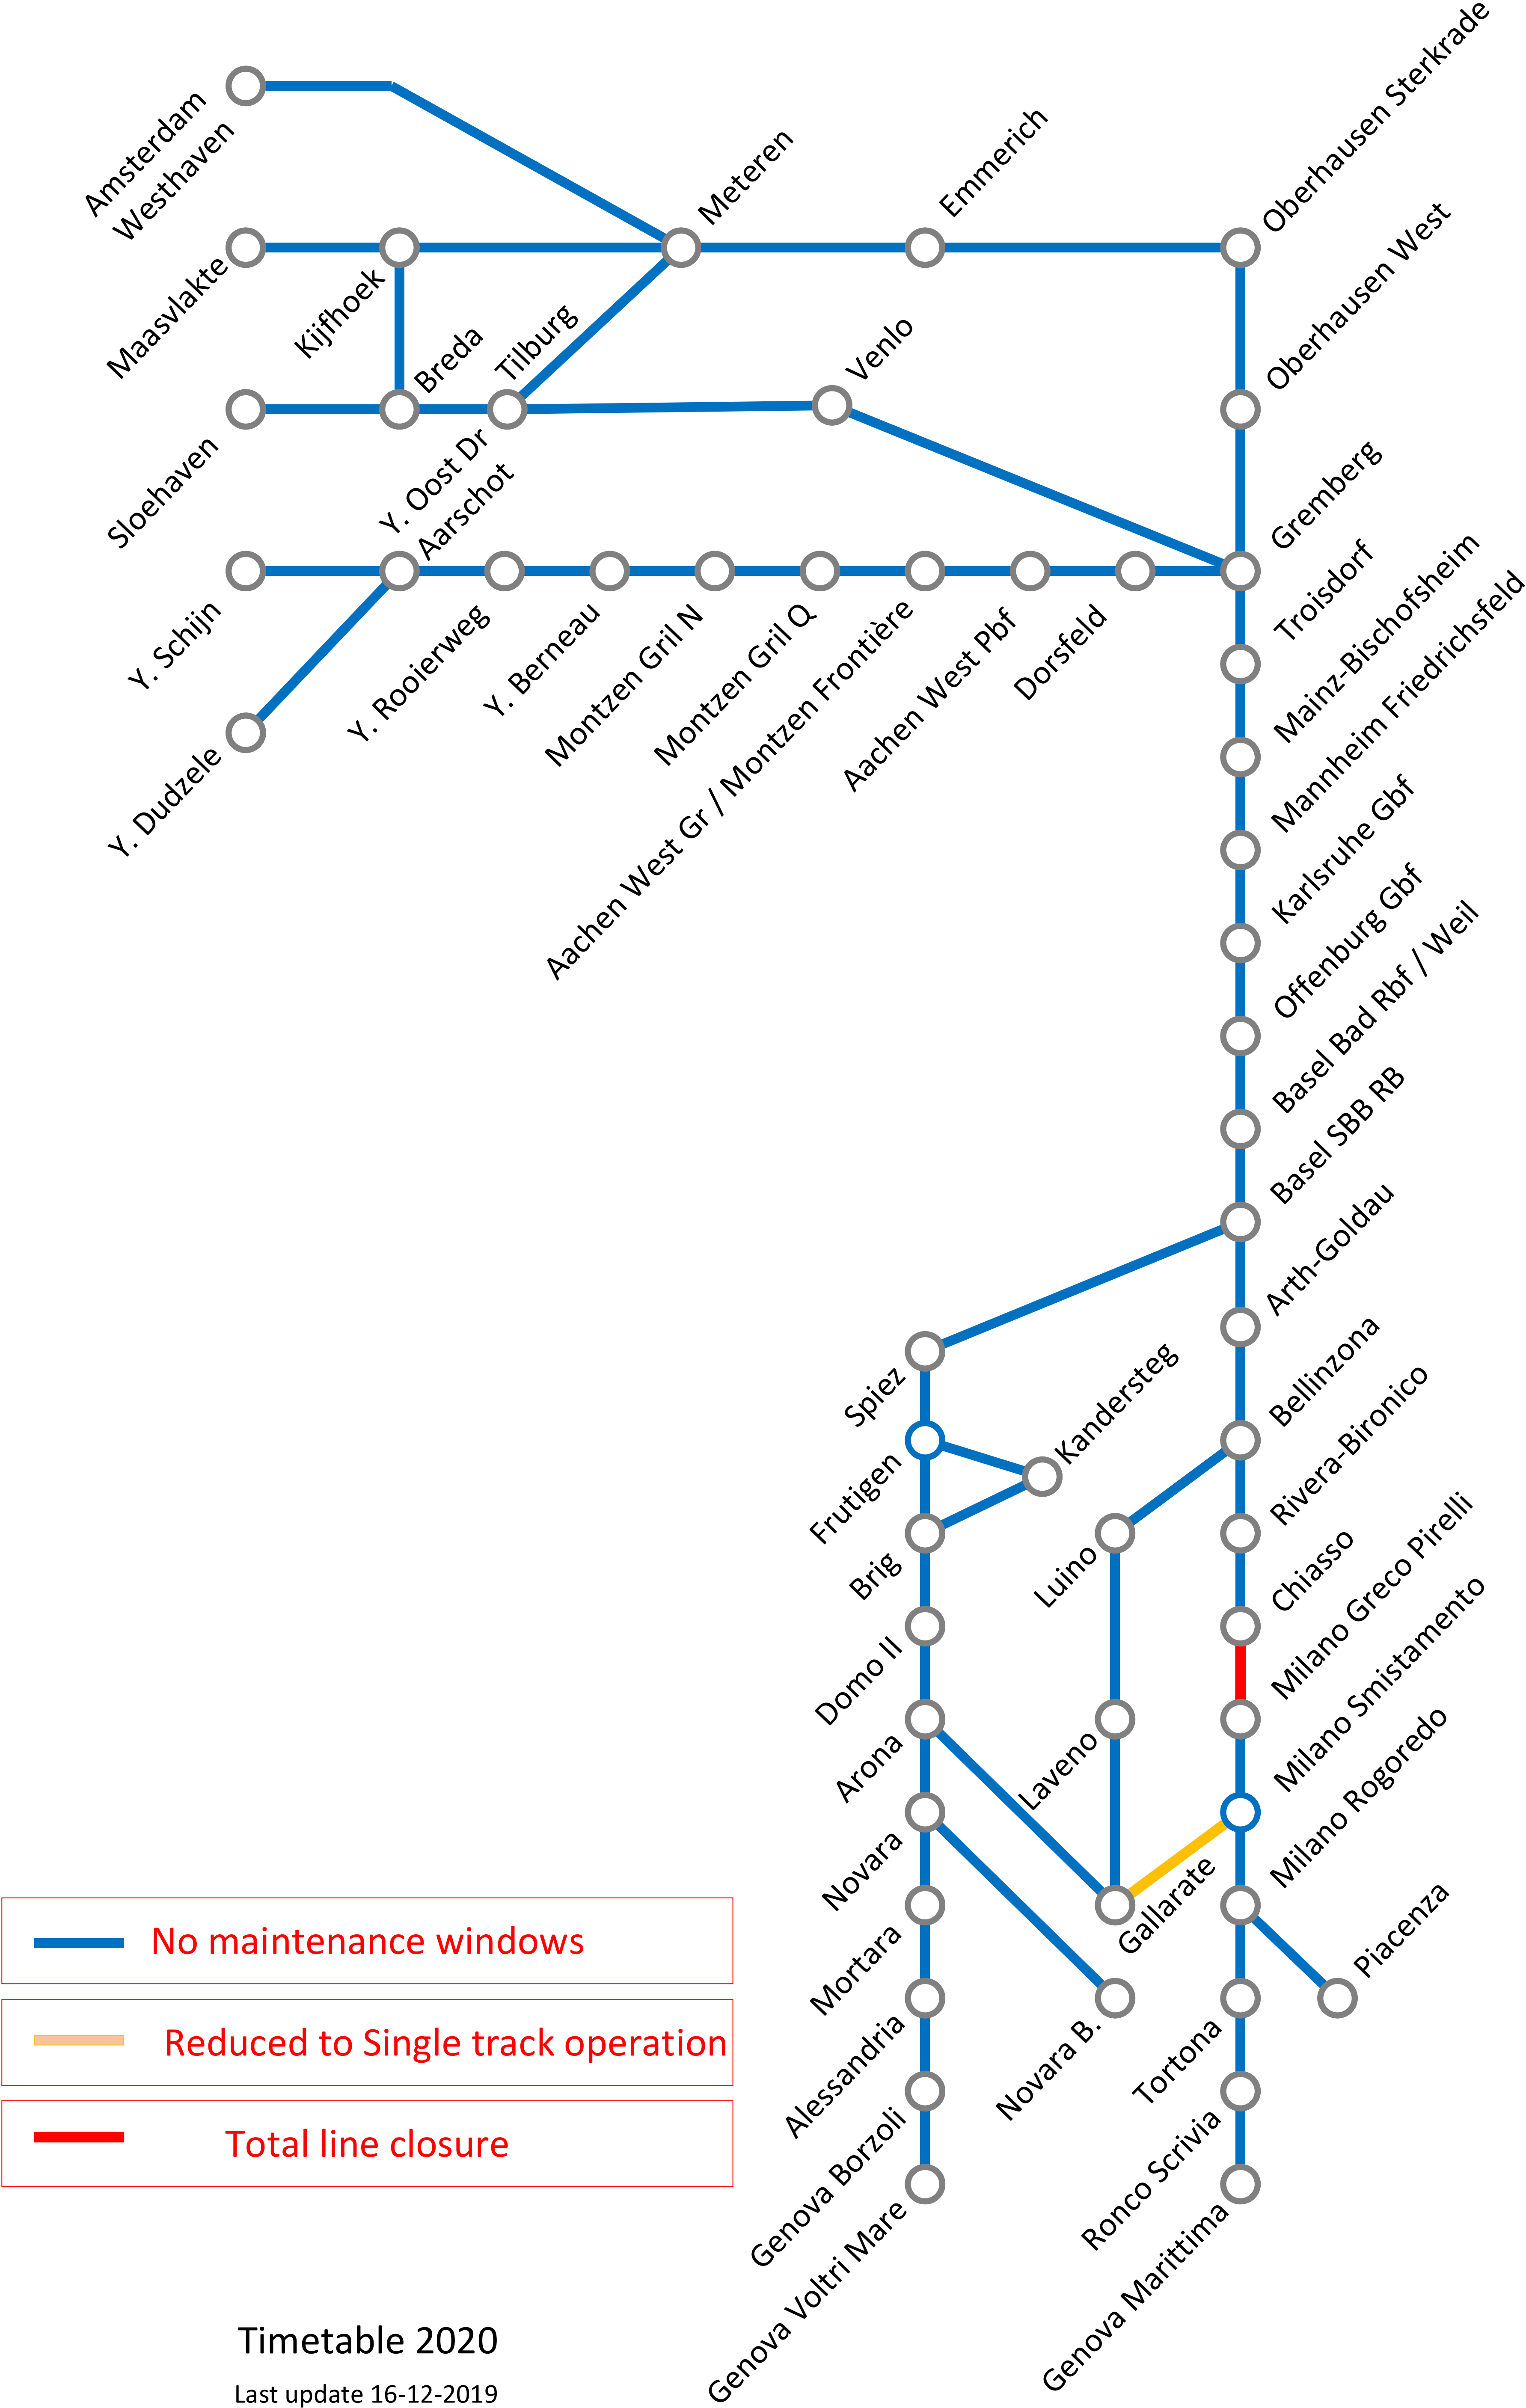 Amsterdam
Westhaven
Maasvlakte
Kijfhoek
Meteren
Emmerich
Oberhausen Sterkrade
Oberhausen West
Sloehaven
Breda
Tilburg
Venlo
Gremberg
Y. Schijn
Y. Oost Dr
Aarschot
Y. Rooierweg
Y. Berneau
Montzen Gril N
Montzen Gril Q
Aachen West Gr / Montzen Frontière
Aachen West Pbf
Dorsfeld
Y. Dudzele
Troisdorf
Mainz-Bischofsheim
Mannheim Friedrichsfeld
Karlsruhe Gbf
Offenburg Gbf
Basel Bad Rbf / Weil
Basel SBB RB
Arth-Goldau
Spiez
Kandersteg
Bellinzona
Frutigen
Rivera-Bironico
Brig
Luino
Chiasso
Domo II
Milano Greco Pirelli
Arona
Laveno
Milano Smistamento
Novara
Gallarate
Milano Rogoredo
Mortara
Piacenza
Alessandria
Novara B.
Tortona
Genova Borzoli
Ronco Scrivia
Genova Voltri Mare
Genova Marittima
No maintenance windows
Reduced to Single track operation
Total line closure
Timetable 2020
Last update 16-12-2019